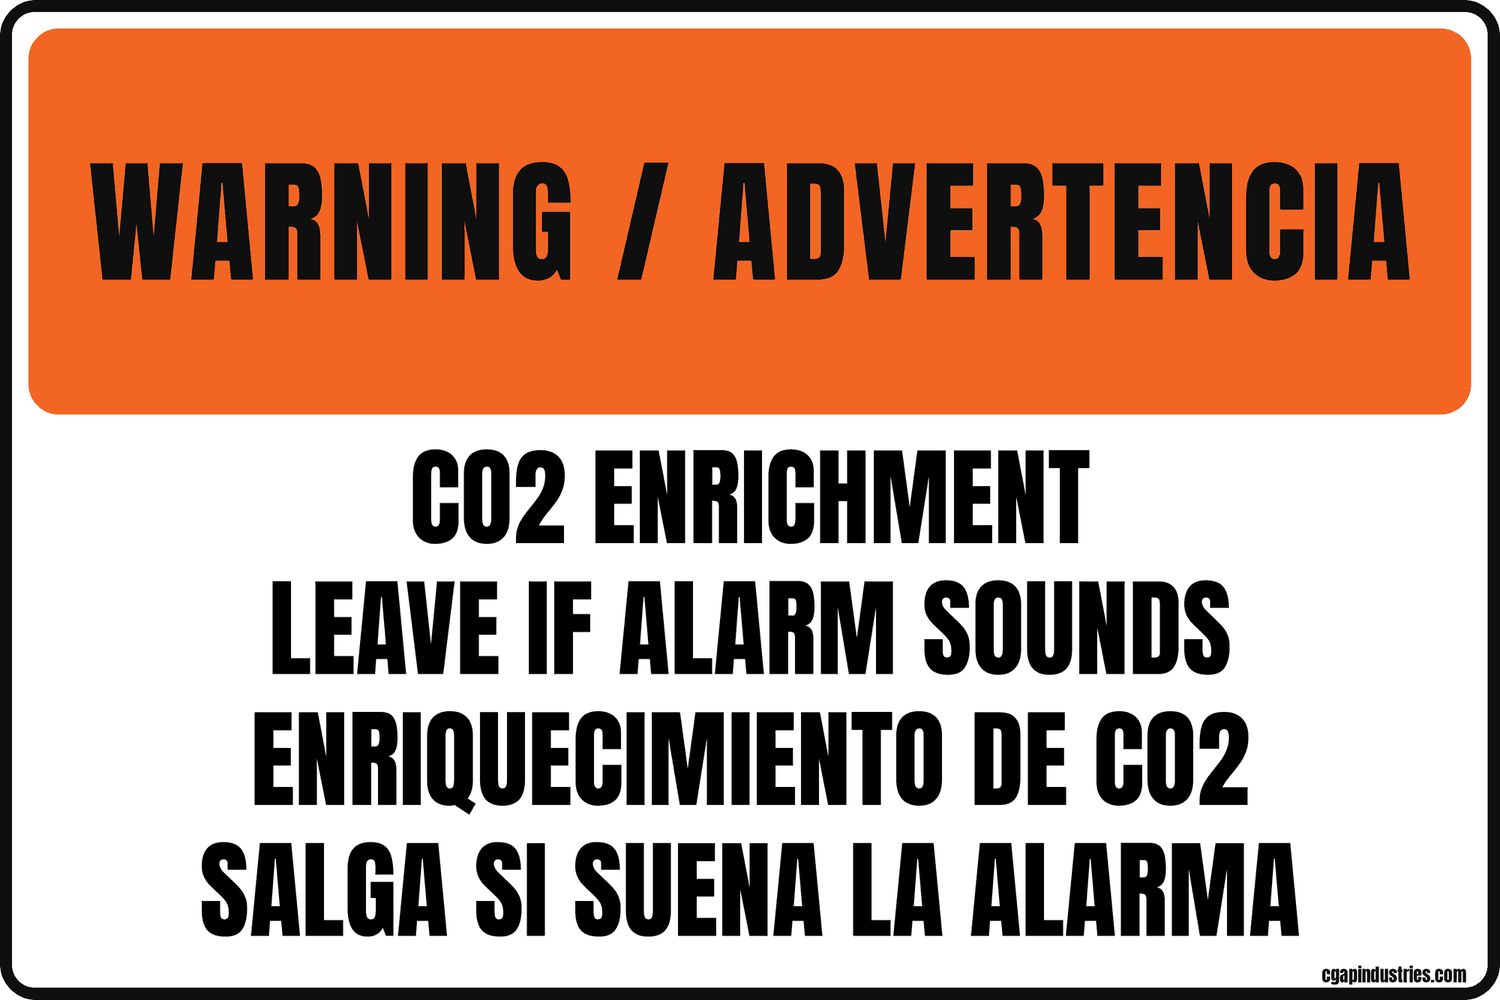 WARNING / ADVERTENCIA
CO2 ENRICHMENT
LEAVE IF ALARM SOUNDS
ENRIQUECIMIENTO DE CO2
SALGA SI SUENA LA ALARMA
cgapindustries.com